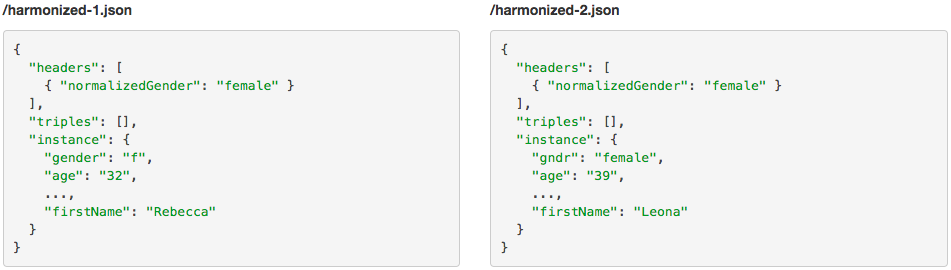 /harmonized-1.json
{
  "headers": [
    { "normalizedGender": "female" }
  ],
  "triples": [],
  "instance": {
    "gender": "f",
    "age": "32",
    ...,
    "firstName": "Rebecca"
  }
}
/harmonized-2.json
{
  "headers": [
    { "normalizedGender": "female" }
  ],
  "triples": [],
  "instance": {
    "gndr": "female",
    "age": "39",
    ...,
    "firstName": "Leona"
  }
}